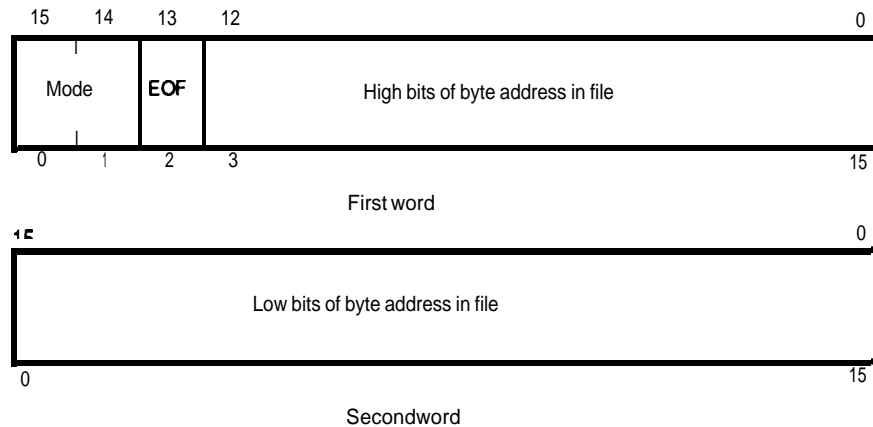 15 14 13 12 0
Mode EOF High bits of byte address in file
0 1 2 3 15
First word
15 0
Low bits of byte address in file
0 15
Secondword